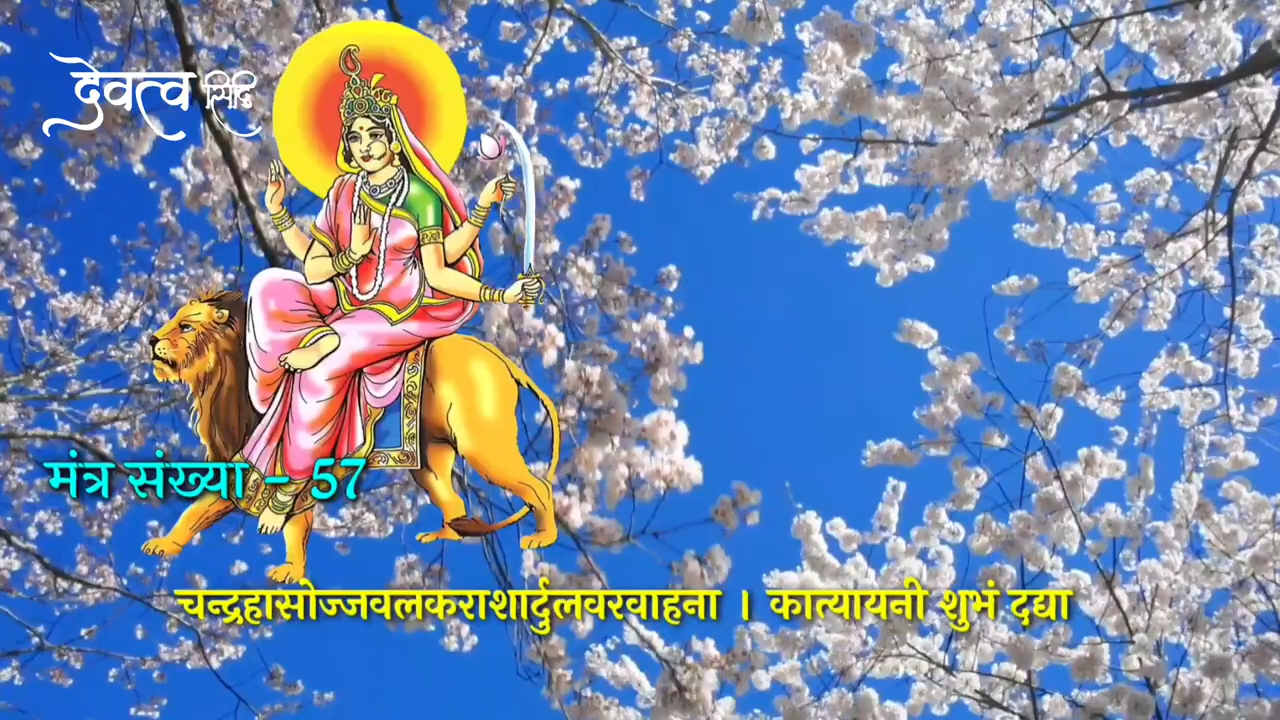 देवत्व सिद्धि
मंत्र संख्या – 57
चन्द्रहासोज्जवलकराशार्दुलवरवाहना । कात्यायनी शुभं दद्या